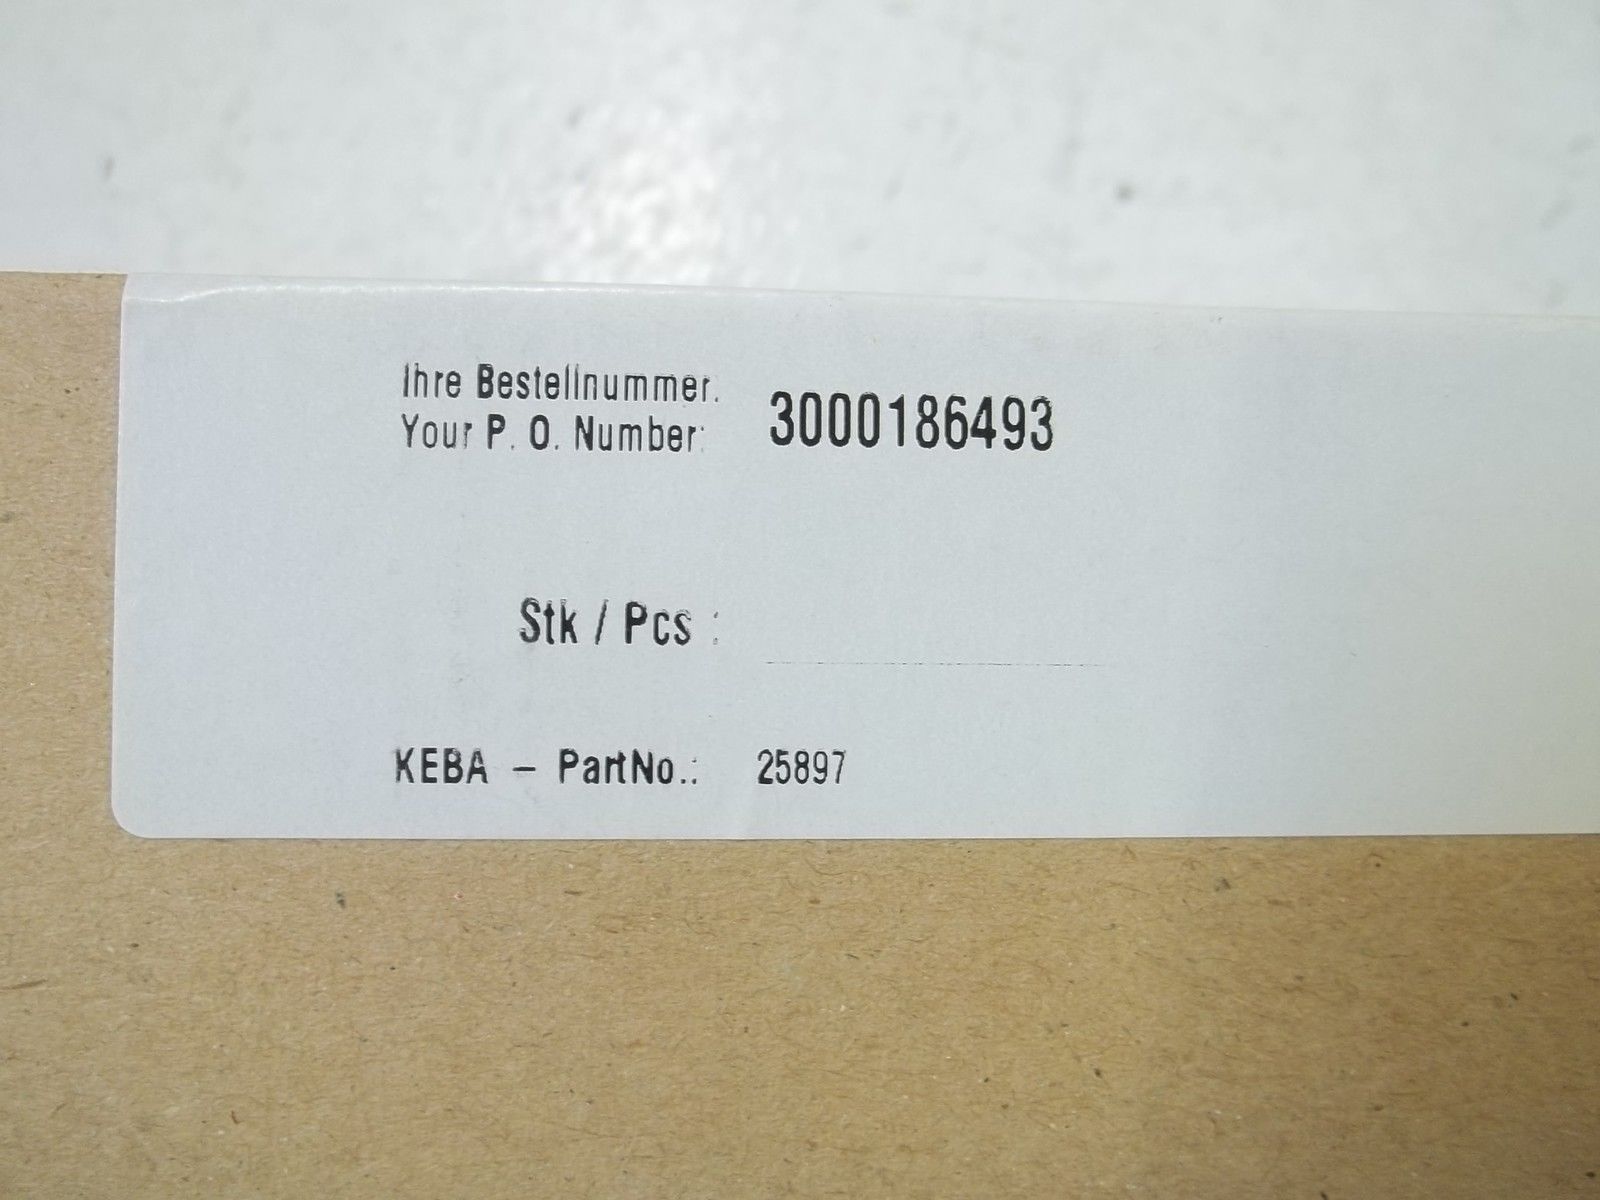 Ihre Bestellnummer:
Your P. O. Number: 3000186493
Stk / Pcs :
KEBA – PartNo.: 25897